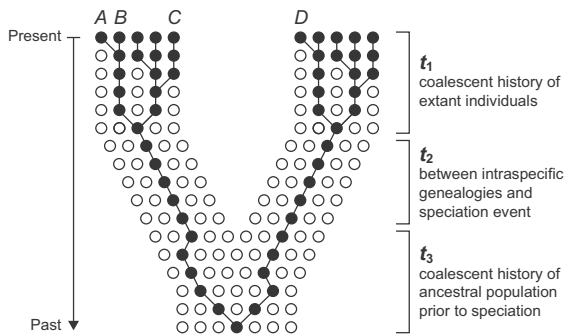 A B C D
Present
t1
coalescent history of
extant individuals
t2
between intraspecific
genealogies and
speciation event
t3
coalescent history of
ancestral population
prior to speciation
Past